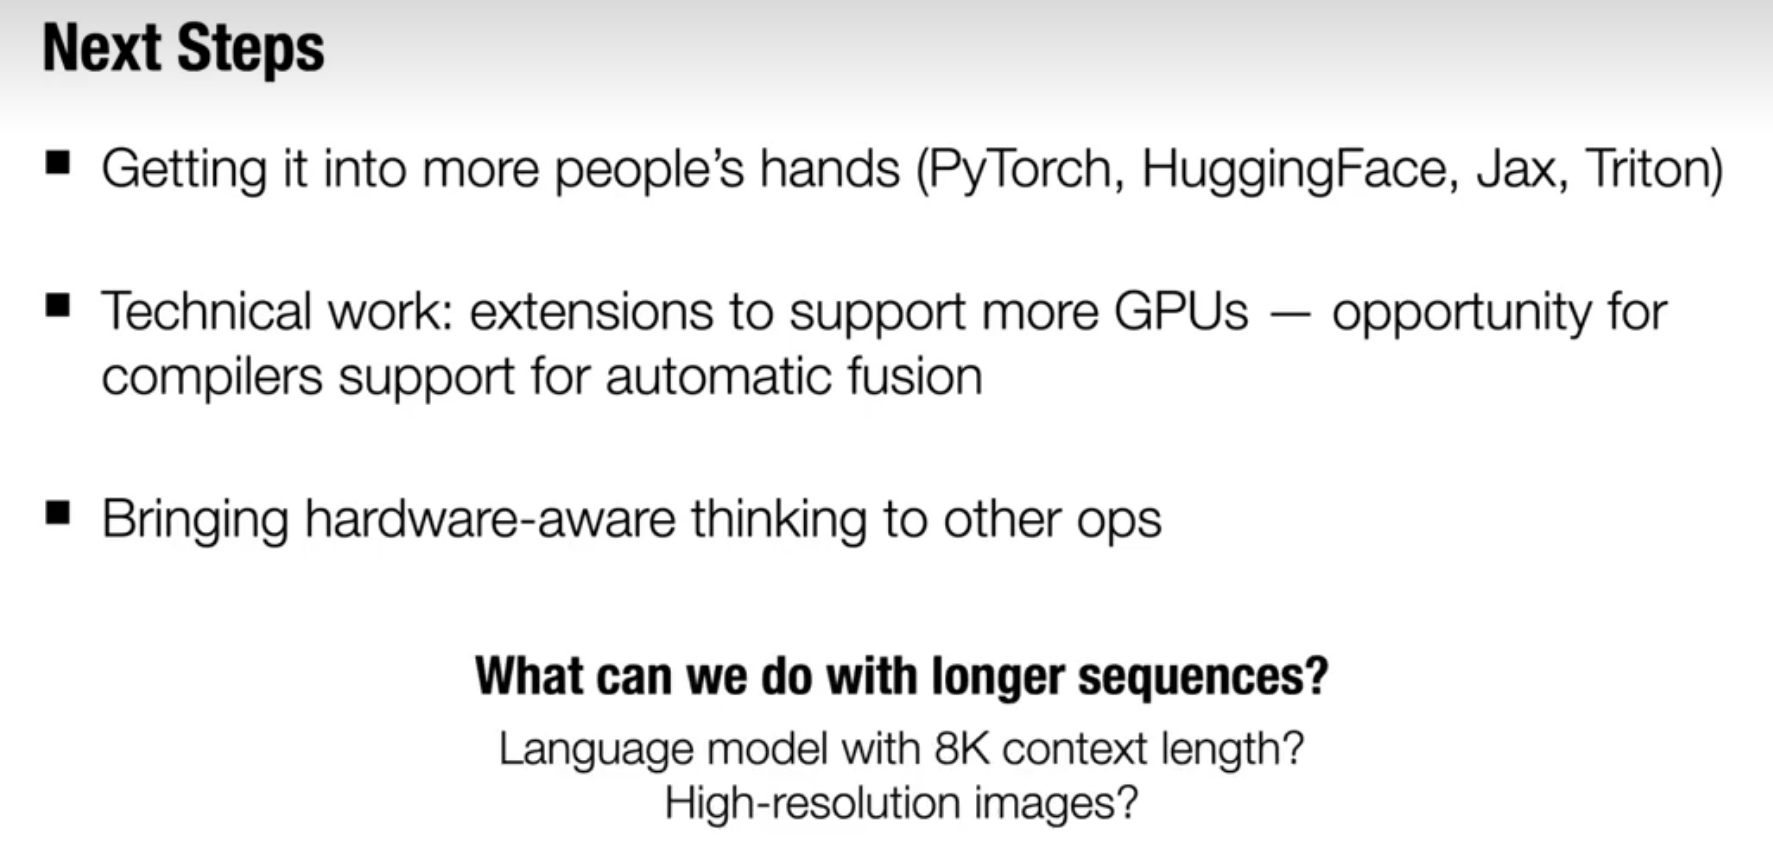 Next Steps
■ Getting it into more people’s hands (PyTorch, HuggingFace, Jax, Triton)
■ Technical work: extensions to support more GPUs — opportunity for
compilers support for automatic fusion
■ Bringing hardware-aware thinking to other ops
What can we do with longer sequences?
Language model with 8K context length?
High-resolution images?